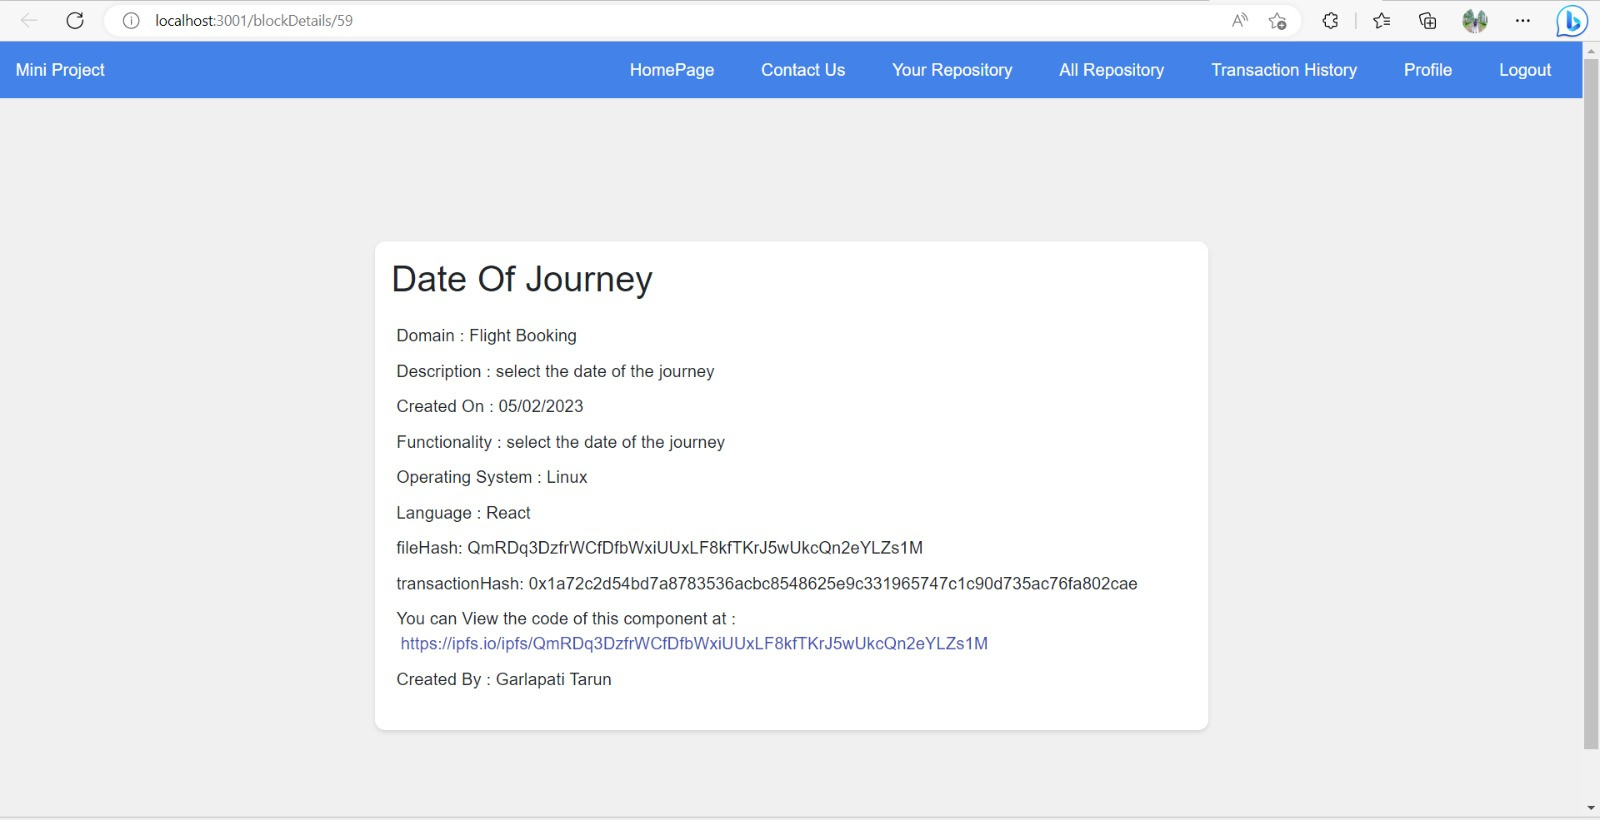 localhost:3001/blockDetails/59
Mini Project HomePage Contact Us Your Repository All Repository Transaction History Profile Logout
Date Of Journey
Domain : Flight Booking
Description : select the date of the journey
Created On : 05/02/2023
Functionality : select the date of the journey
Operating System : Linux
Language : React
fileHash: QmRDq3DzfrWCfDfbWxiUUxLF8kfTKrJ5wUkcQn2eYLZs1M
transactionHash: 0x1a72c2d54bd7a8783536acbc8548625e9c331965747c1c90d735ac76fa802cae
You can View the code of this component at :
https://ipfs.io/ipfs/QmRDq3DzfrWCfDfbWxiUUxLF8kfTKrJ5wUkcQn2eYLZs1M
Created By : Garlapati Tarun